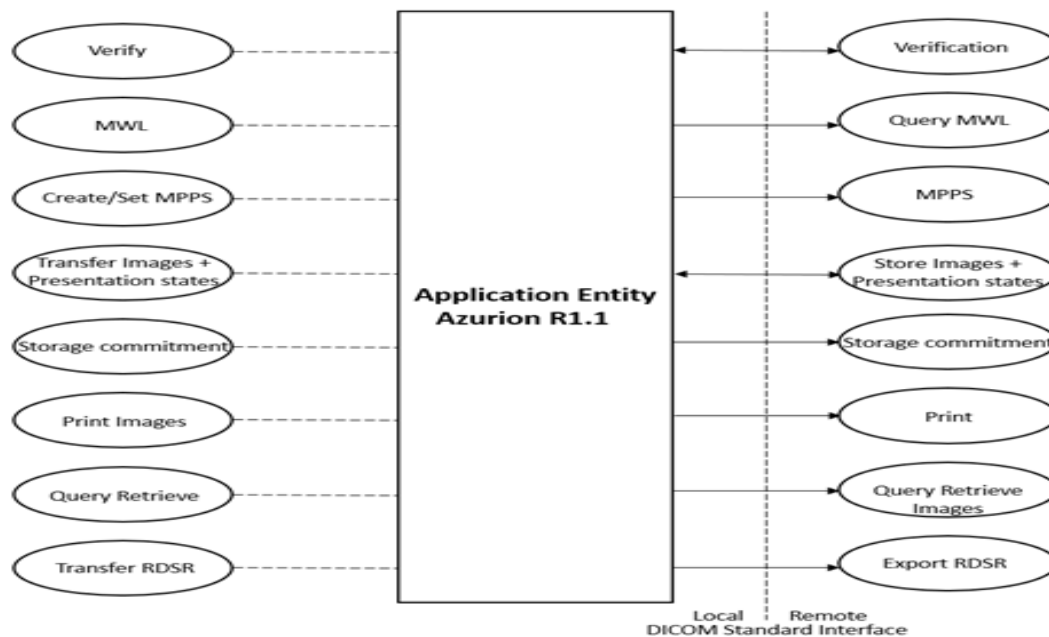 Verify
Verification
MWL
Query MWL
Create/Set MPPS
MPPS
Transfer Images +
Presentation states
Store Images +
Presentation states
Application Entity
Azurion R1.1
Storage commitment
Storage commitment
Print Images
Print
Query Retrieve
Query Retrieve
Images
Transfer RDSR
Export RDSR
Local Remote
DICOM Standard Interface